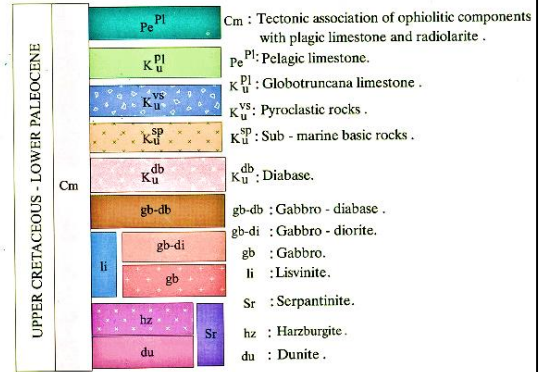 UPPER CRETACEOUS - LOWER PALEOCENE
Cm
Pe^Pl
K_u^pl
K_u^vs
K_u^sp
K_u^db
gb-db
gb-di
li
gb
hz
Sr
du
Cm : Tectonic association of ophiolitic components
with plagic limestone and radiolarite .
Pe^Pl: Pelagic limestone.
K_u^pl : Globotruncana limestone .
K_u^vs: Pyroclastic rocks .
K_u^sp: Sub - marine basic rocks .
K_u^db : Diabase.
gb-db : Gabbro - diabase .
gb-di : Gabbro - diorite.
gb : Gabbro.
li : Lisvinite.
Sr : Serpantinite.
hz : Harzburgite .
du : Dunite .